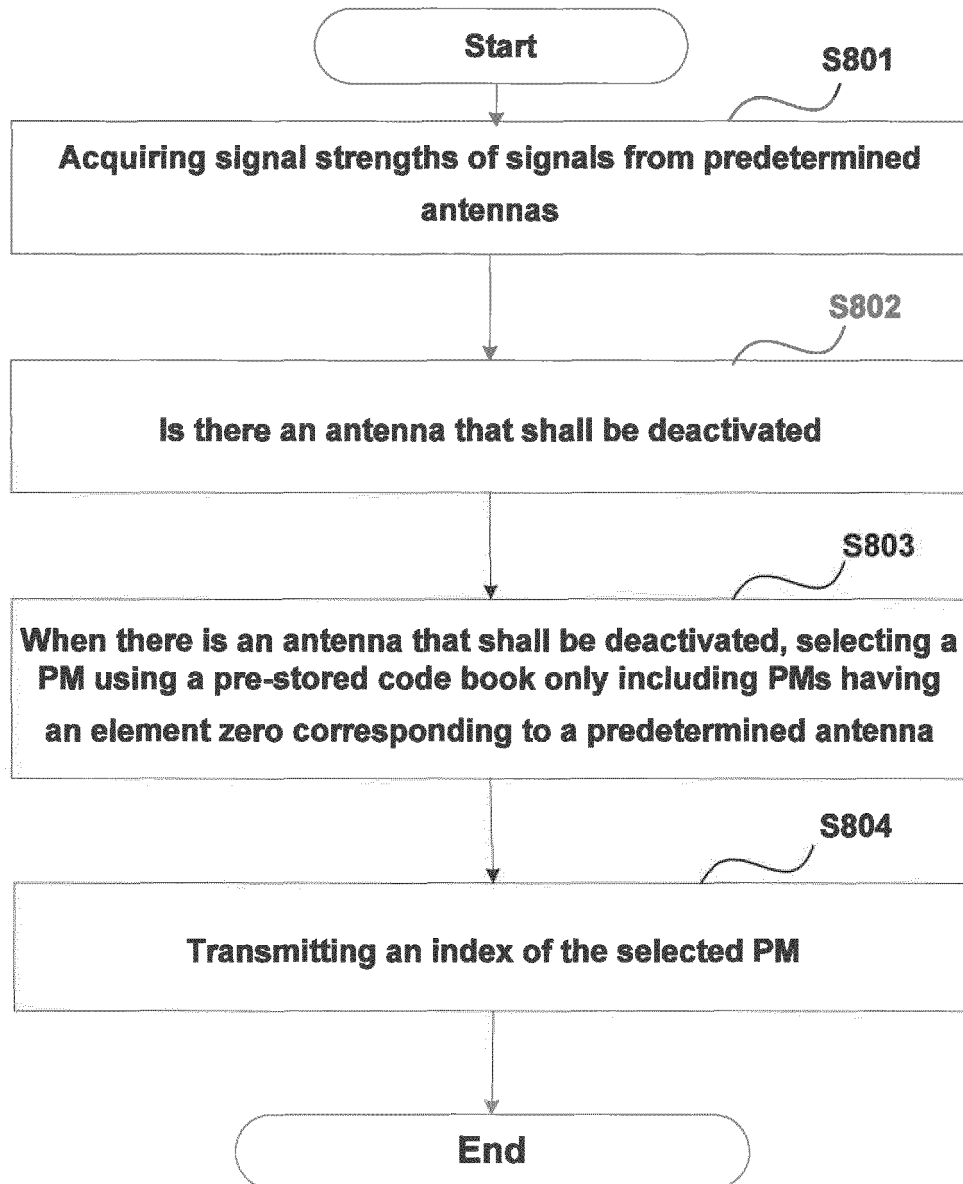 Start
S801
Acquiring signal strengths of signals from predetermined
antennas
S802
Is there an antenna that shall be deactivated
S803
When there is an antenna that shall be deactivated, selecting a
PM using a pre-stored code book only including PMs having
an element zero corresponding to a predetermined antenna
S804
Transmitting an index of the selected PM
End